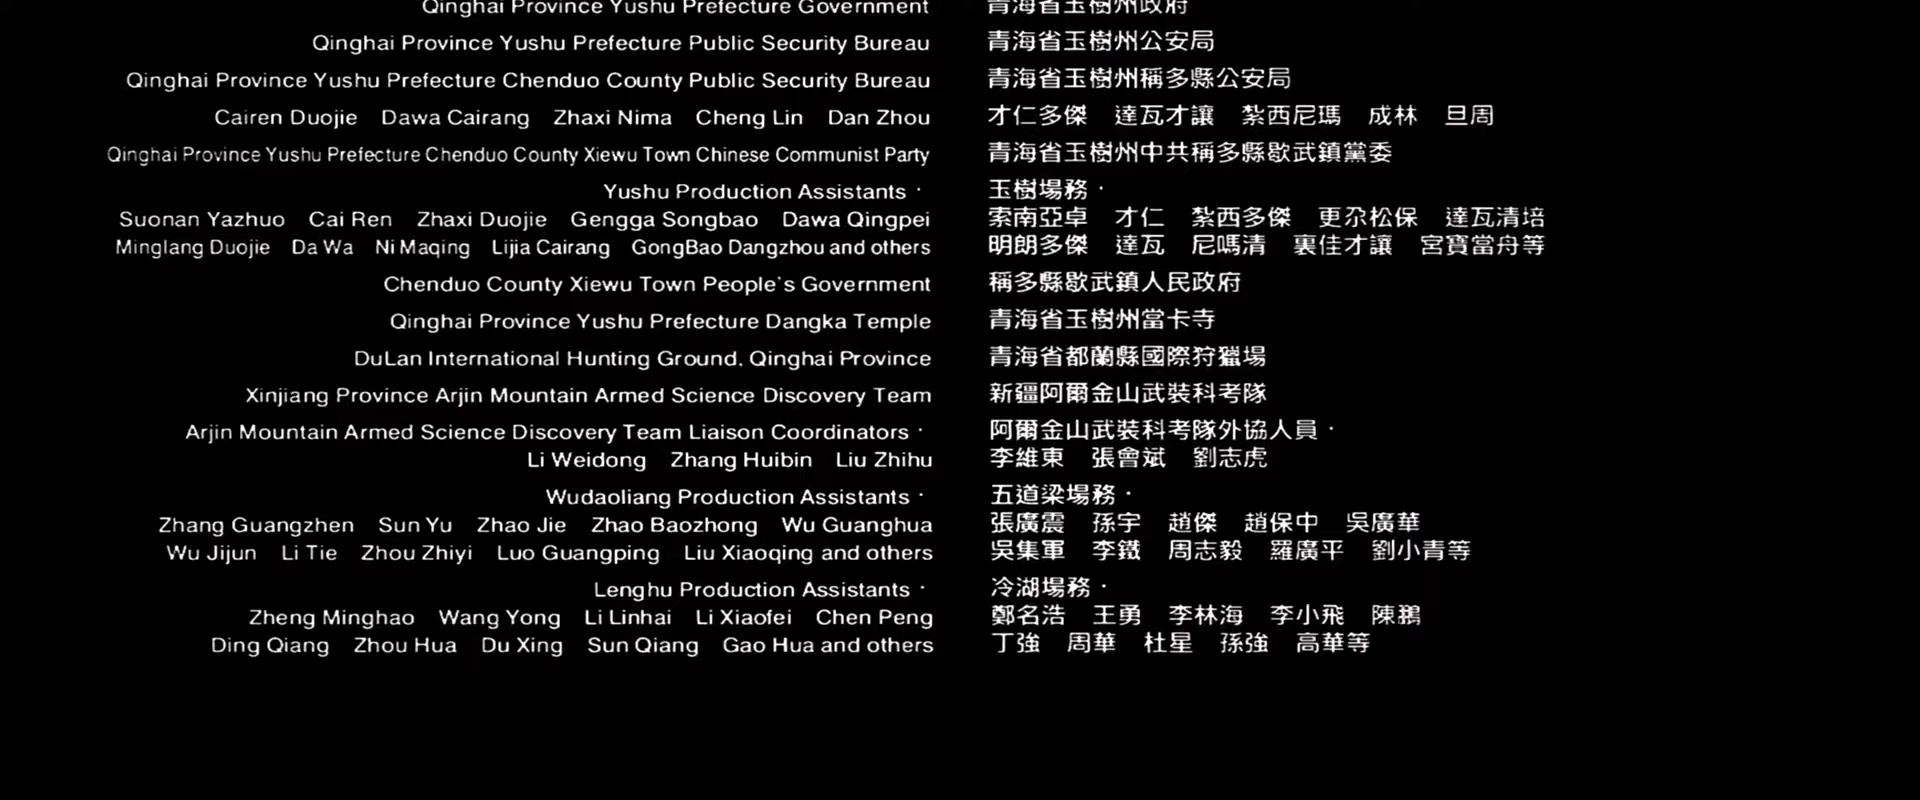 Qinghai Province Yushu Prefecture Government 青海省玉樹州政府
Qinghai Province Yushu Prefecture Public Security Bureau 青海省玉樹州公安局
Qinghai Province Yushu Prefecture Chenduo County Public Security Bureau 青海省玉樹州稱多縣公安局
Cairen Duojie Dawa Cairang Zhaxi Nima Cheng Lin Dan Zhou 才仁多傑 達瓦才讓 紮西尼瑪 成林 旦周
Qinghai Province Yushu Prefecture Chenduo County Xiewu Town Chinese Communist Party 青海省玉樹州中共稱多縣歇武鎮黨委
Yushu Production Assistants · 玉樹場務 ·
Suonan Yazhuo Cai Ren Zhaxi Duojie Gengga Songbao Dawa Qingpei 索南亞卓 才仁 紮西多傑 更尕松保 達瓦清培
Minglang Duojie Da Wa Ni Maqing Lijia Cairang GongBao Dangzhou and others 明朗多傑 達瓦 尼嗎清 裏佳才讓 宮寶當舟等
Chenduo County Xiewu Town People's Government 稱多縣歇武鎮人民政府
Qinghai Province Yushu Prefecture Dangka Temple 青海省玉樹州當卡寺
DuLan International Hunting Ground, Qinghai Province 青海省都蘭縣國際狩獵場
Xinjiang Province Arjin Mountain Armed Science Discovery Team 新疆阿爾金山武裝科考隊
Arjin Mountain Armed Science Discovery Team Liaison Coordinators · 阿爾金山武裝科考隊外協人員 ·
Li Weidong Zhang Huibin Liu Zhihu 李維東 張會斌 劉志虎
Wudaoliang Production Assistants · 五道梁場務 ·
Zhang Guangzhen Sun Yu Zhao Jie Zhao Baozhong Wu Guanghua 張廣震 孫宇 趙傑 趙保中 吳廣華
Wu Jijun Li Tie Zhou Zhiyi Luo Guangping Liu Xiaoqing and others 吳集軍 李鐵 周志毅 羅廣平 劉小青等
Lenghu Production Assistants · 冷湖場務 ·
Zheng Minghao Wang Yong Li Linhai Li Xiaofei Chen Peng 鄭名浩 王勇 李林海 李小飛 陳鵬
Ding Qiang Zhou Hua Du Xing Sun Qiang Gao Hua and others 丁強 周華 杜星 孫強 高華等